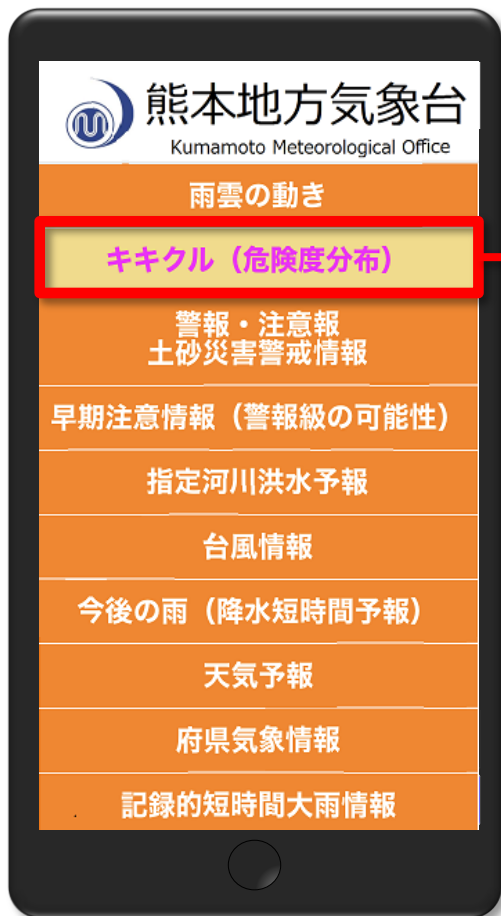 熊本地方気象台
Kumamoto Meteorological Office
雨雲の動き
キキクル（危険度分布）
警報・注意報
土砂災害警戒情報
早期注意情報（警報級の可能性）
指定河川洪水予報
台風情報
今後の雨（降水短時間予報）
天気予報
府県気象情報
記録的短時間大雨情報